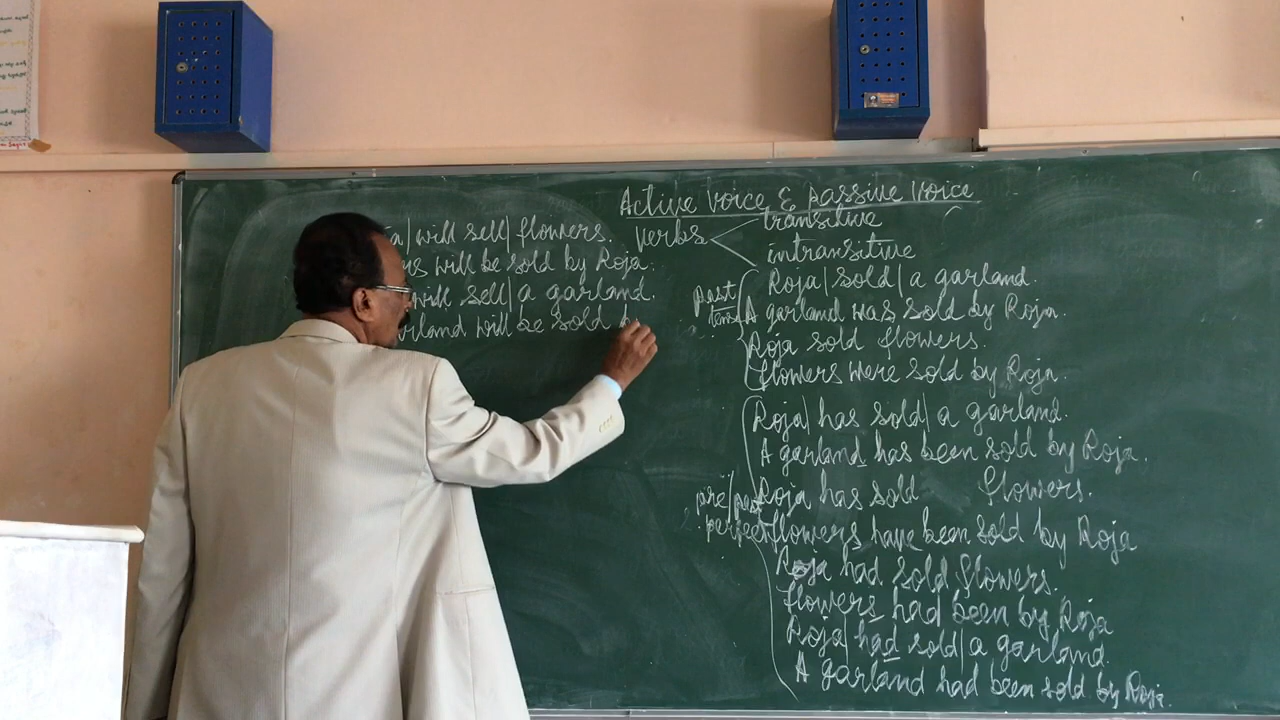 Active Voice & Passive Voice
Verbs transitive
intransitive
will sell| flowers.
will be sold by Roja.
will sell| a garland.
will be sold
past tense
Roja| sold| a garland.
A garland was sold by Roja.
Roja sold flowers.
flowers were sold by Roja.
Roja| has sold| a garland.
A garland has been sold by Roja.
pre/past perfect
Roja has sold flowers.
flowers have been sold by Roja
Roja had sold flowers.
flowers had been by Roja
Roja| had sold| a garland.
A garland had been sold by Roja.